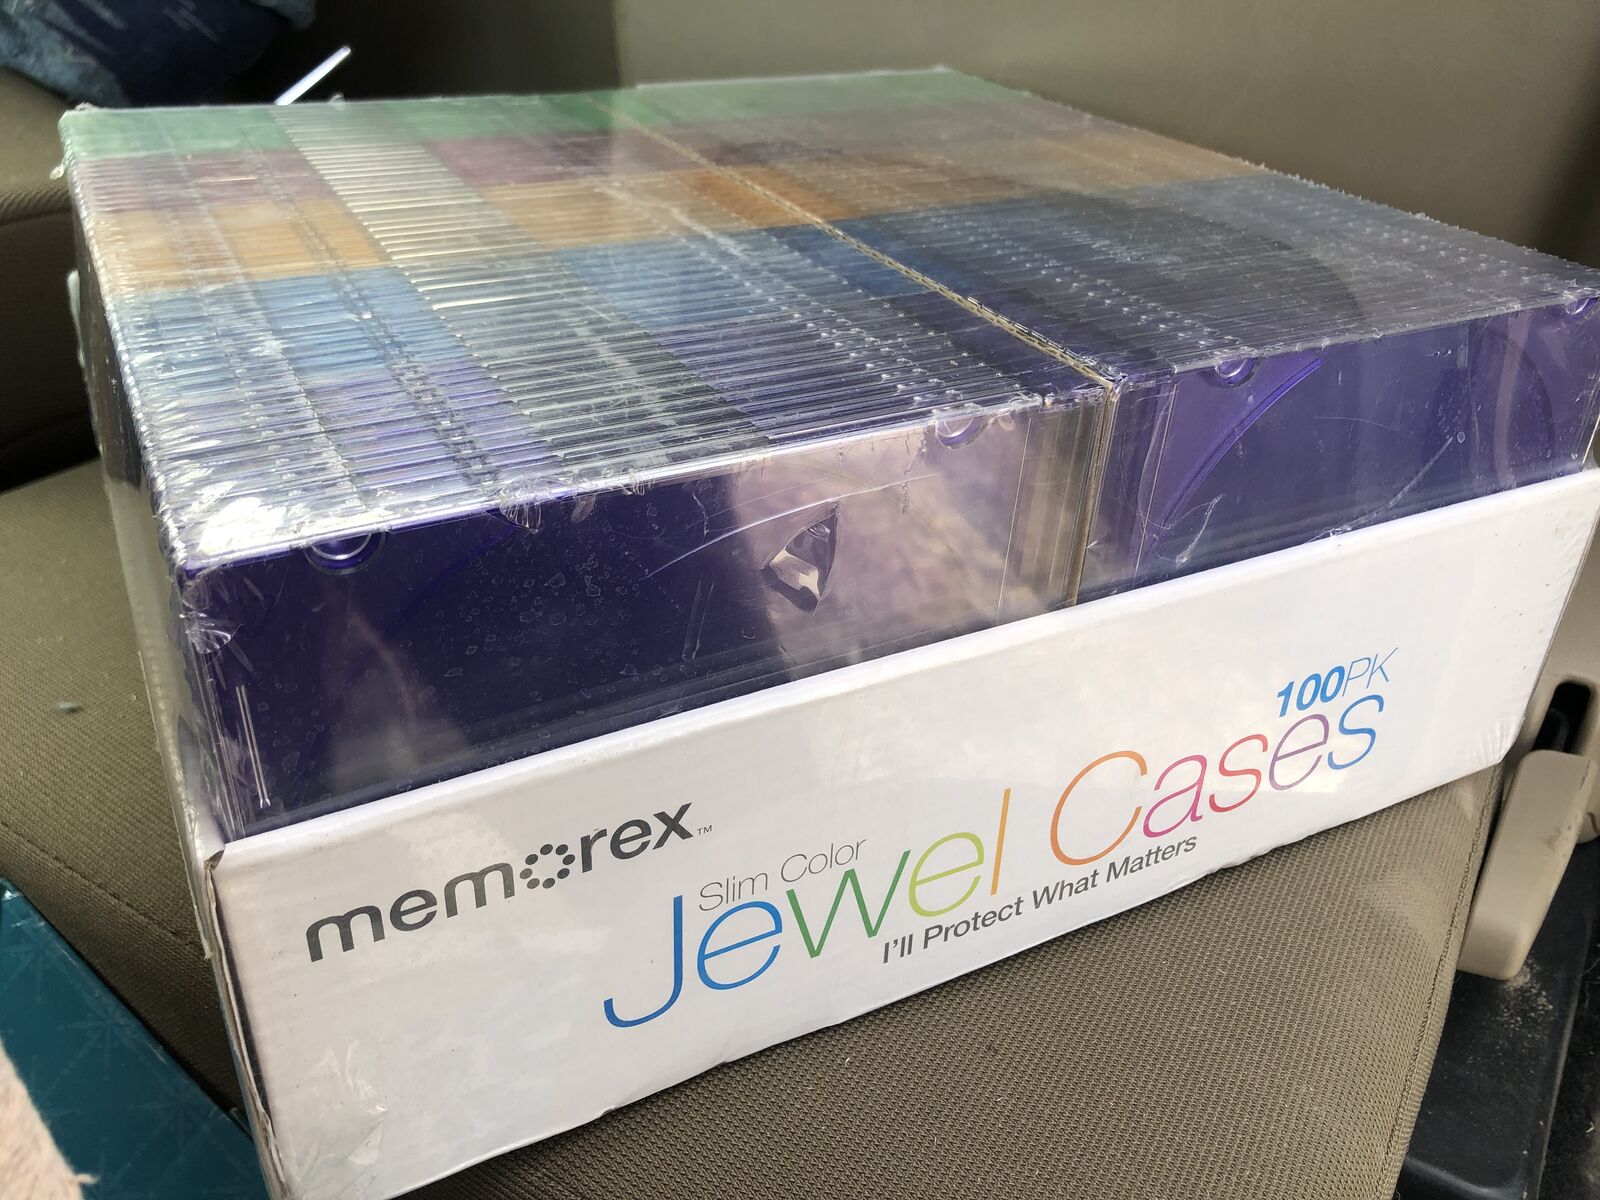 memorex™
Slim Color
100PK
Jewel Cases
I'll Protect What Matters